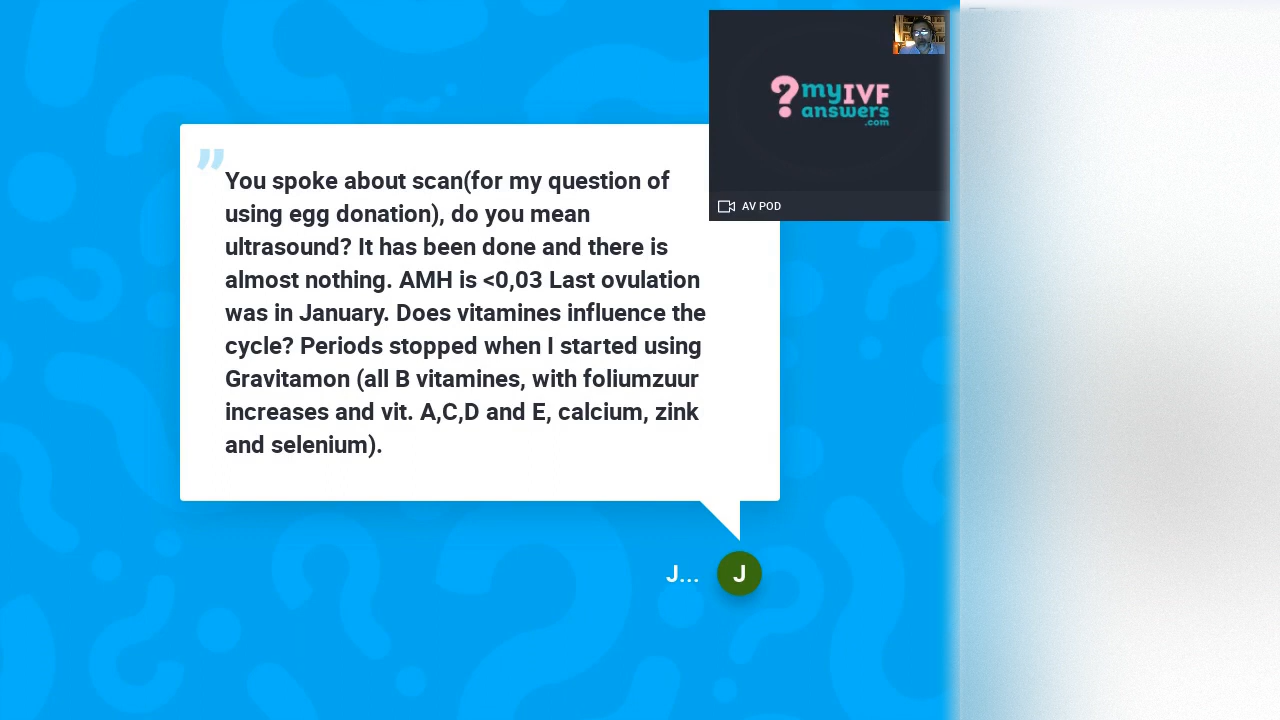 ?myIVF
answers
.com
AV POD
”
You spoke about scan(for my question of
using egg donation), do you mean
ultrasound? It has been done and there is
almost nothing. AMH is <0,03 Last ovulation
was in January. Does vitamines influence the
cycle? Periods stopped when I started using
Gravitamon (all B vitamines, with foliumzuur
increases and vit. A,C,D and E, calcium, zink
and selenium).
J...
J